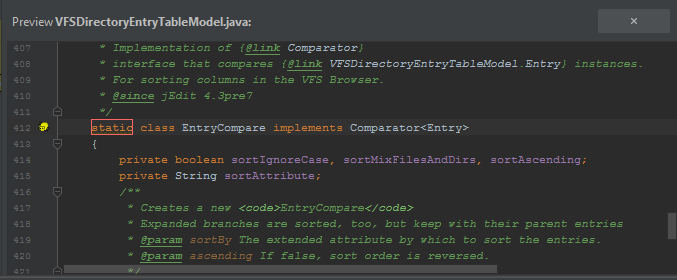 Preview VFSDirectoryEntryTableModel.java:
×
407 * Implementation of {@link Comparator}
408 * interface that compares {@link VFSDirectoryEntryTableModel.Entry} instances.
409 * For sorting columns in the VFS Browser.
410 * @since jEdit 4.3pre7
411 */
412 static class EntryCompare implements Comparator<Entry>
413 {
414 private boolean sortIgnoreCase, sortMixFilesAndDirs, sortAscending;
415 private String sortAttribute;
416 /**
417 * Creates a new <code>EntryCompare</code>
418 * Expanded branches are sorted, too, but keep with their parent entries
419 * @param sortBy The extended attribute by which to sort the entries.
420 * @param ascending If false, sort order is reversed.
421 */